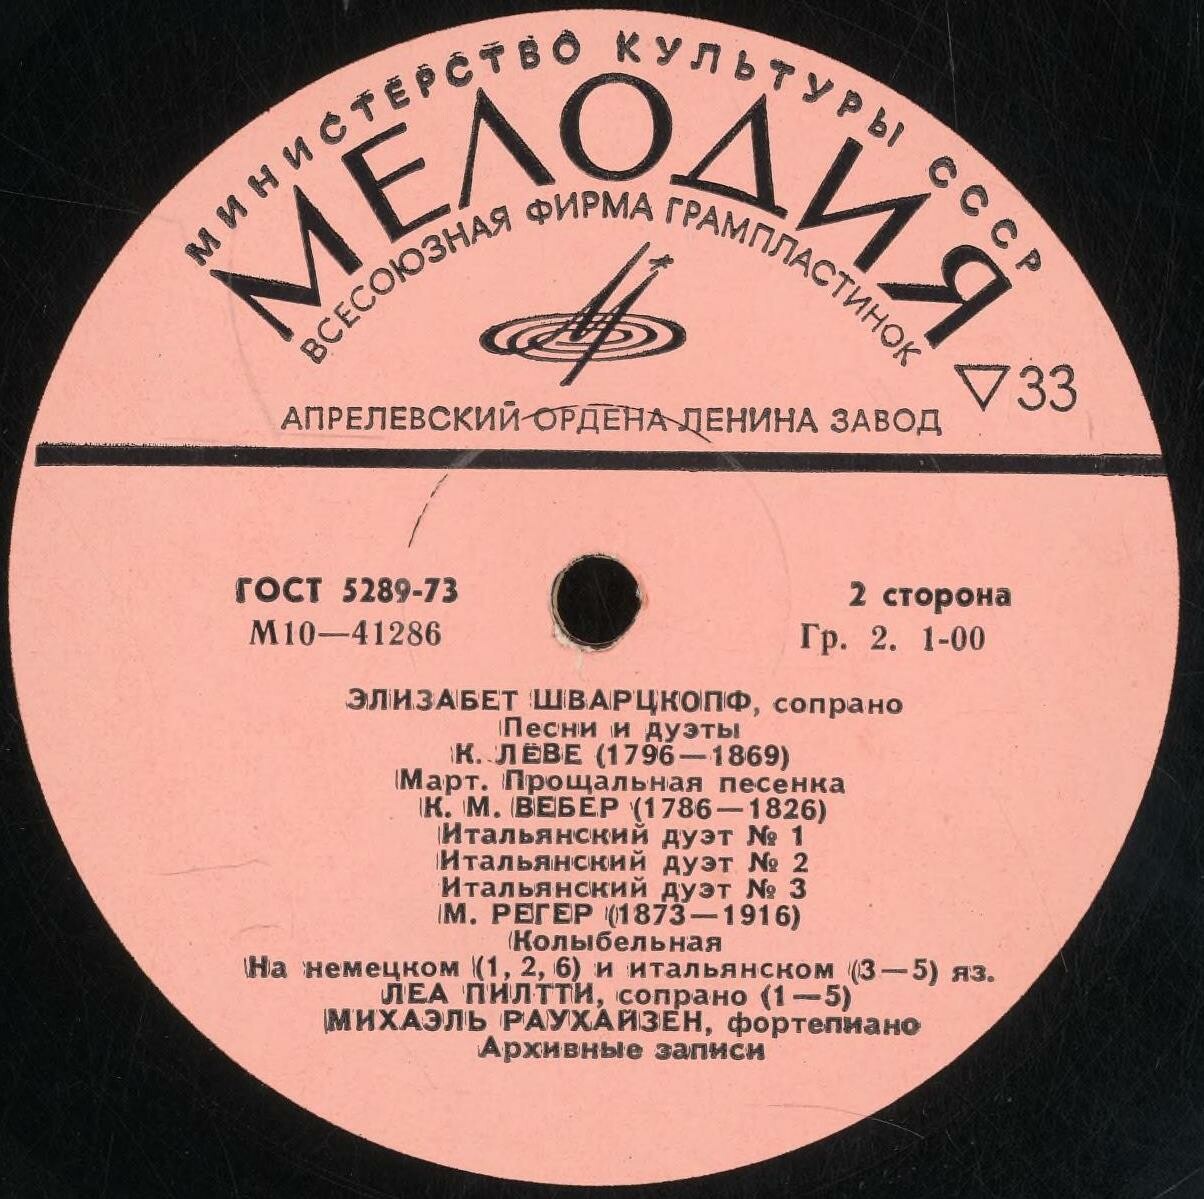 МИНИСТЕРСТВО КУЛЬТУРЫ СССР
МЕЛОДИЯ
ВСЕСОЮЗНАЯ ФИРМА ГРАМПЛАСТИНОК
33
АПРЕЛЕВСКИЙ ОРДЕНА ЛЕНИНА ЗАВОД
ГОСТ 5289-73
2 сторона
М10—41286
Гр. 2. 1-00
ЭЛИЗАБЕТ ШВАРЦКОПФ, сопрано
Песни и дуэты
К. ЛЁВЕ (1796—1869)
Март. Прощальная песенка
К. М. ВЕБЕР (1786—1826)
Итальянский дуэт № 1
Итальянский дуэт № 2
Итальянский дуэт № 3
М. РЕГЕР (1873—1916)
Колыбельная
На немецком (1, 2, 6) и итальянском (3—5) яз.
ЛЕА ПИЛТТИ, сопрано (1—5)
МИХАЭЛЬ РАУХАЙЗЕН, фортепиано
Архивные записи